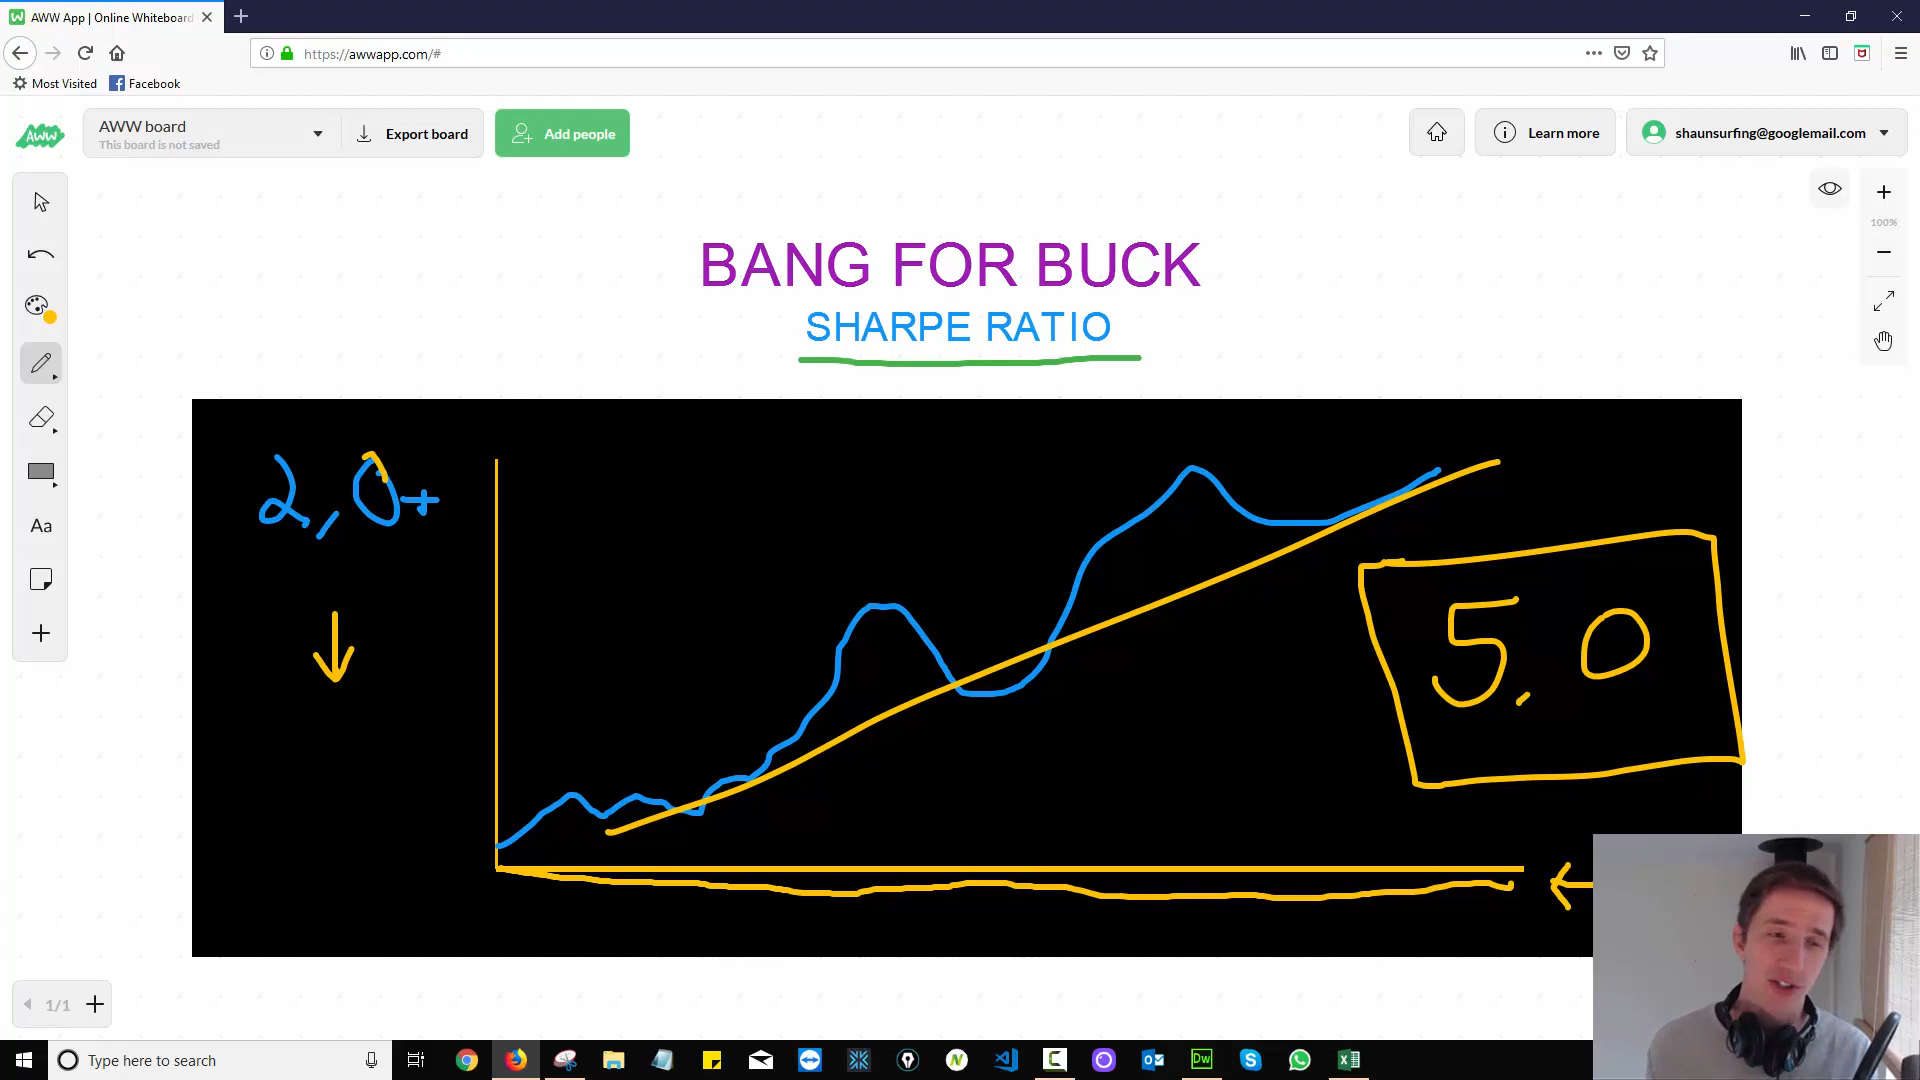 AWW App | Online Whiteboard
https://awwapp.com/#
Most Visited
Facebook
AWW
AWW board
This board is not saved
Export board
Add people
Learn more
shaunsurfing@googlemail.com
100%
BANG FOR BUCK
SHARPE RATIO
2,0+
5,0
Aa
1/1
Type here to search
Dw